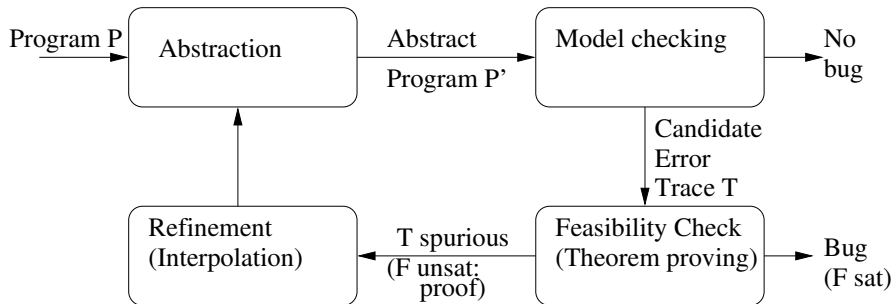 Program P
Abstraction
Abstract
Program P'
Model checking
No
bug
Candidate
Error
Trace T
Refinement
(Interpolation)
T spurious
(F unsat:
proof)
Feasibility Check
(Theorem proving)
Bug
(F sat)